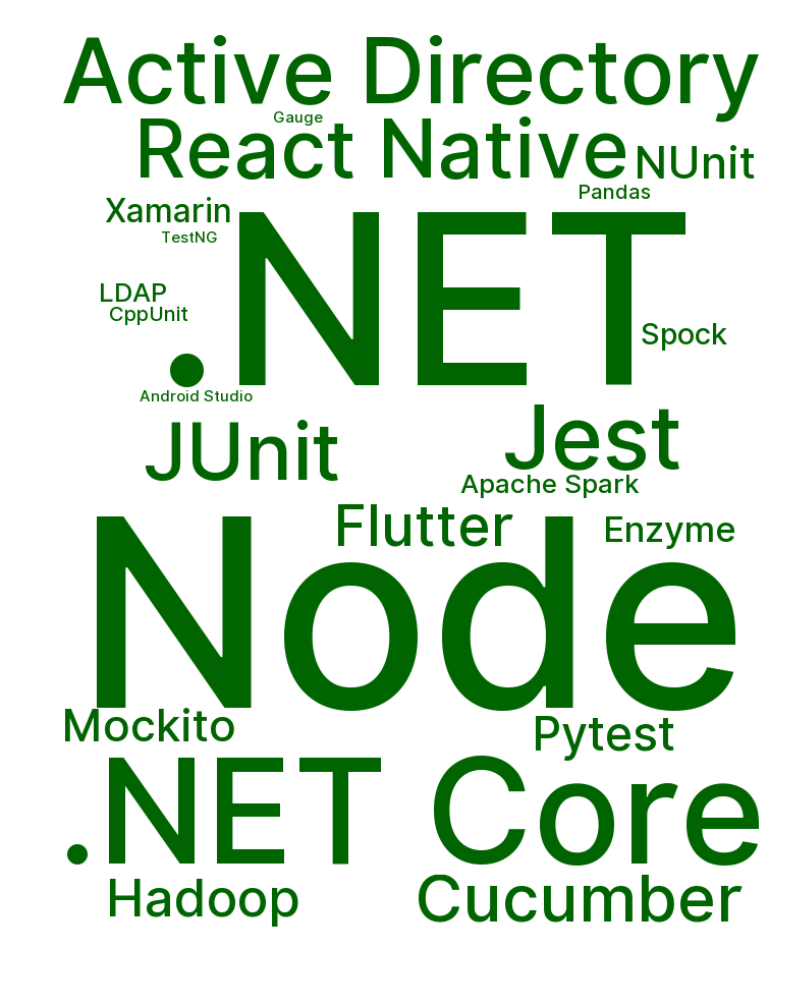 Active Directory
Gauge
React Native
NUnit
Pandas
Xamarin
TestNG
.NET
LDAP
CppUnit
Spock
Android Studio
JUnit
Jest
Apache Spark
Flutter
Enzyme
Node
Mockito
Pytest
.NET Core
Hadoop
Cucumber